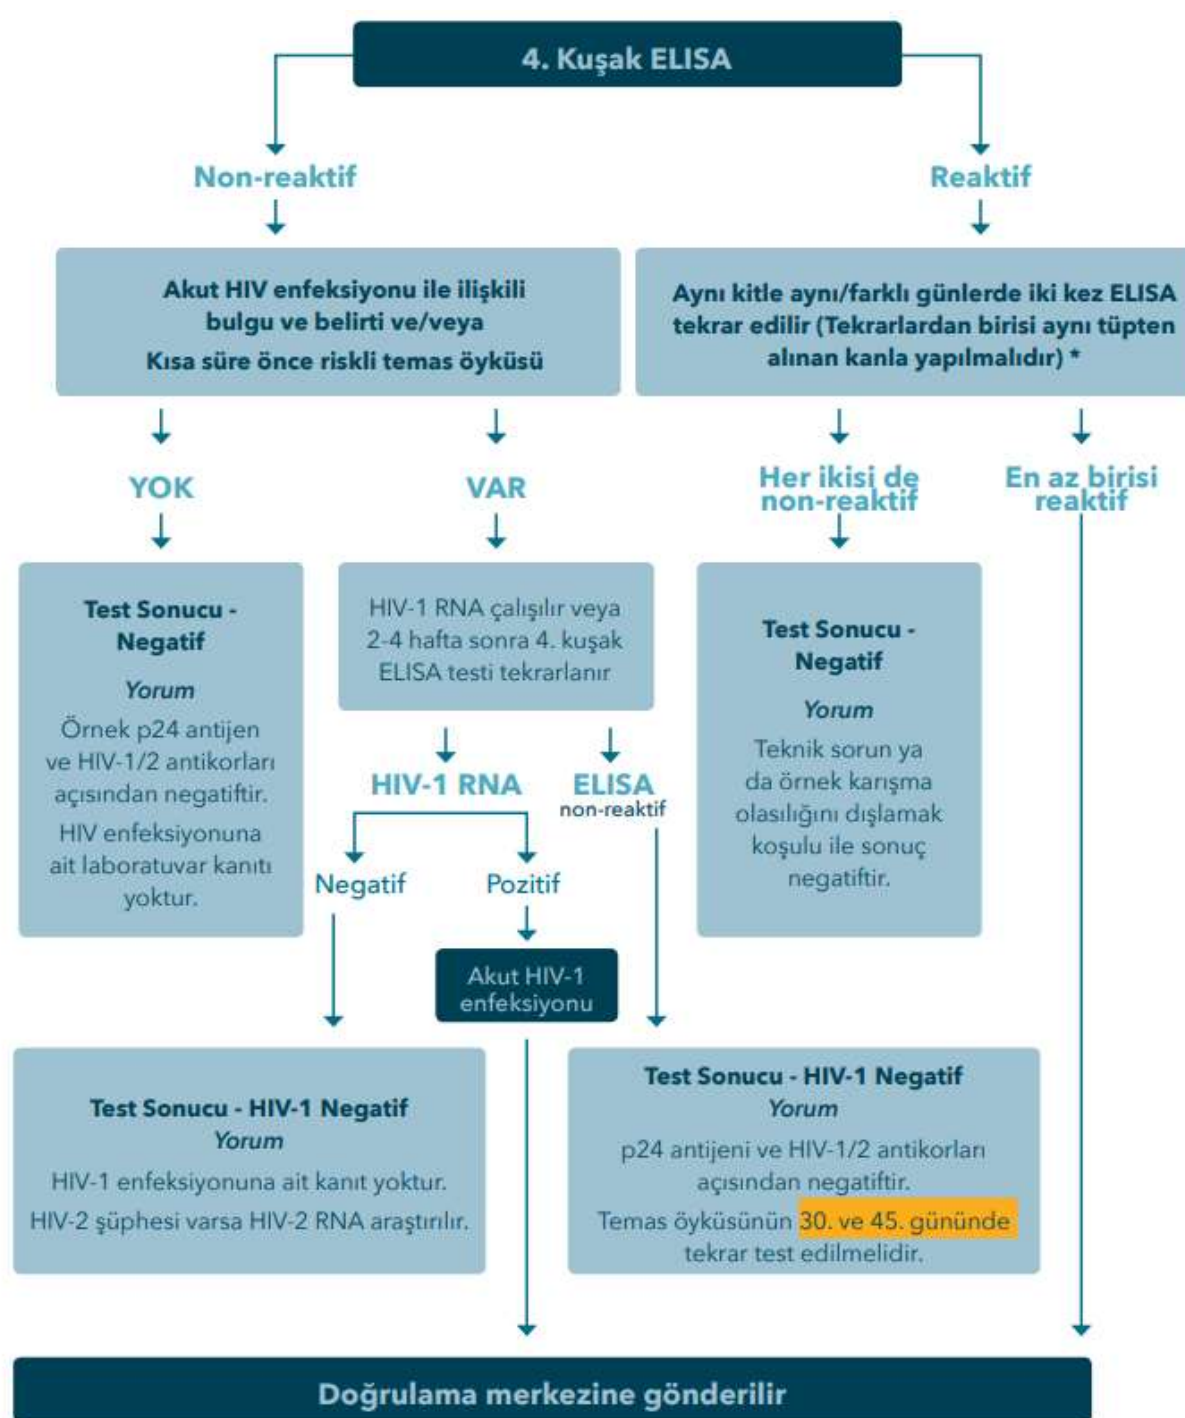 4. Kuşak ELISA
Non-reaktif
Reaktif
Akut HIV enfeksiyonu ile ilişkili
bulgu ve belirti ve/veya
Kısa süre önce riskli temas öyküsü
Aynı kitle aynı/farklı günlerde iki kez ELISA
tekrar edilir (Tekrarlardan birisi aynı tüpten
alınan kanla yapılmalıdır) *
YOK
VAR
Her ikisi de
non-reaktif
En az birisi
reaktif
Test Sonucu -
Negatif
Yorum
Örnek p24 antijen
ve HIV-1/2 antikorları
açısından negatiftir.
HIV enfeksiyonuna
ait laboratuvar kanıtı
yoktur.
HIV-1 RNA çalışılır veya
2-4 hafta sonra 4. kuşak
ELISA testi tekrarlanır
Test Sonucu -
Negatif
Yorum
Teknik sorun ya
da örnek karışma
olasılığını dışlamak
koşulu ile sonuç
negatiftir.
HIV-1 RNA
ELISA
non-reaktif
Negatif
Pozitif
Akut HIV-1
enfeksiyonu
Test Sonucu - HIV-1 Negatif
Yorum
HIV-1 enfeksiyonuna ait kanıt yoktur.
HIV-2 şüphesi varsa HIV-2 RNA araştırılır.
Test Sonucu - HIV-1 Negatif
Yorum
p24 antijeni ve HIV-1/2 antikorları
açısından negatiftir.
Temas öyküsünün 30. ve 45. gününde
tekrar test edilmelidir.
Doğrulama merkezine gönderilir